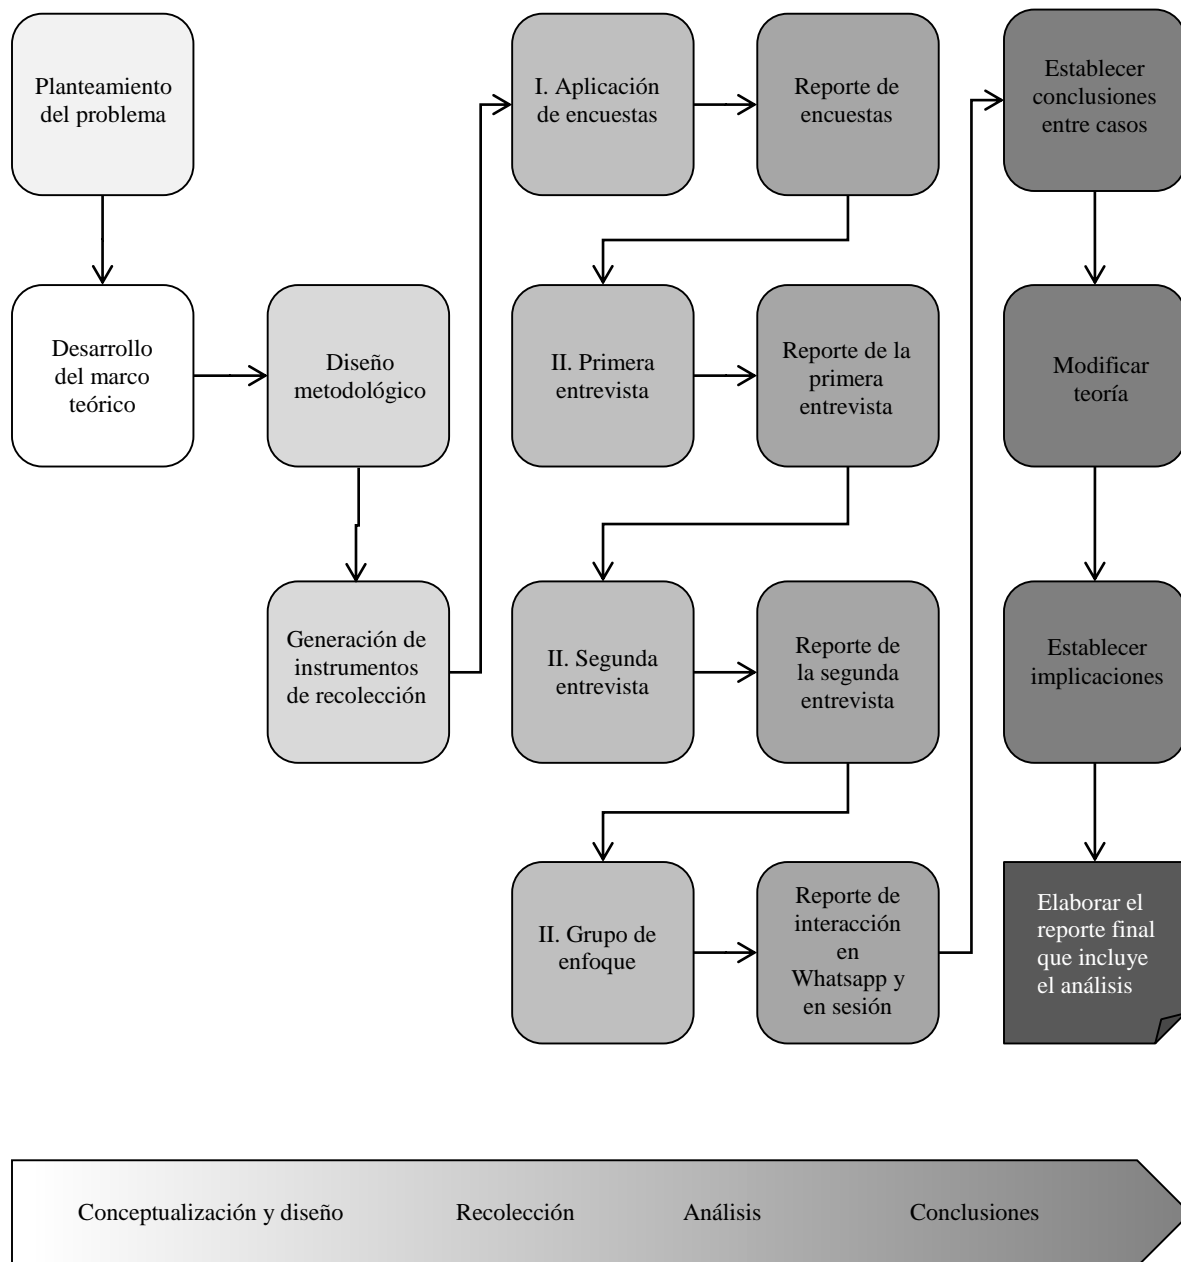 Planteamiento
del problema
Desarrollo
del marco
teórico
Diseño
metodológico
Generación de
instrumentos
de recolección
I. Aplicación
de encuestas
Reporte de
encuestas
II. Primera
entrevista
Reporte de la
primera
entrevista
II. Segunda
entrevista
Reporte de
la segunda
entrevista
II. Grupo de
enfoque
Reporte de
interacción
en
Whatsapp y
en sesión
Establecer
conclusiones
entre casos
Modificar
teoría
Establecer
implicaciones
Elaborar el
reporte final
que incluye
el análisis
Conceptualización y diseño
Recolección
Análisis
Conclusiones